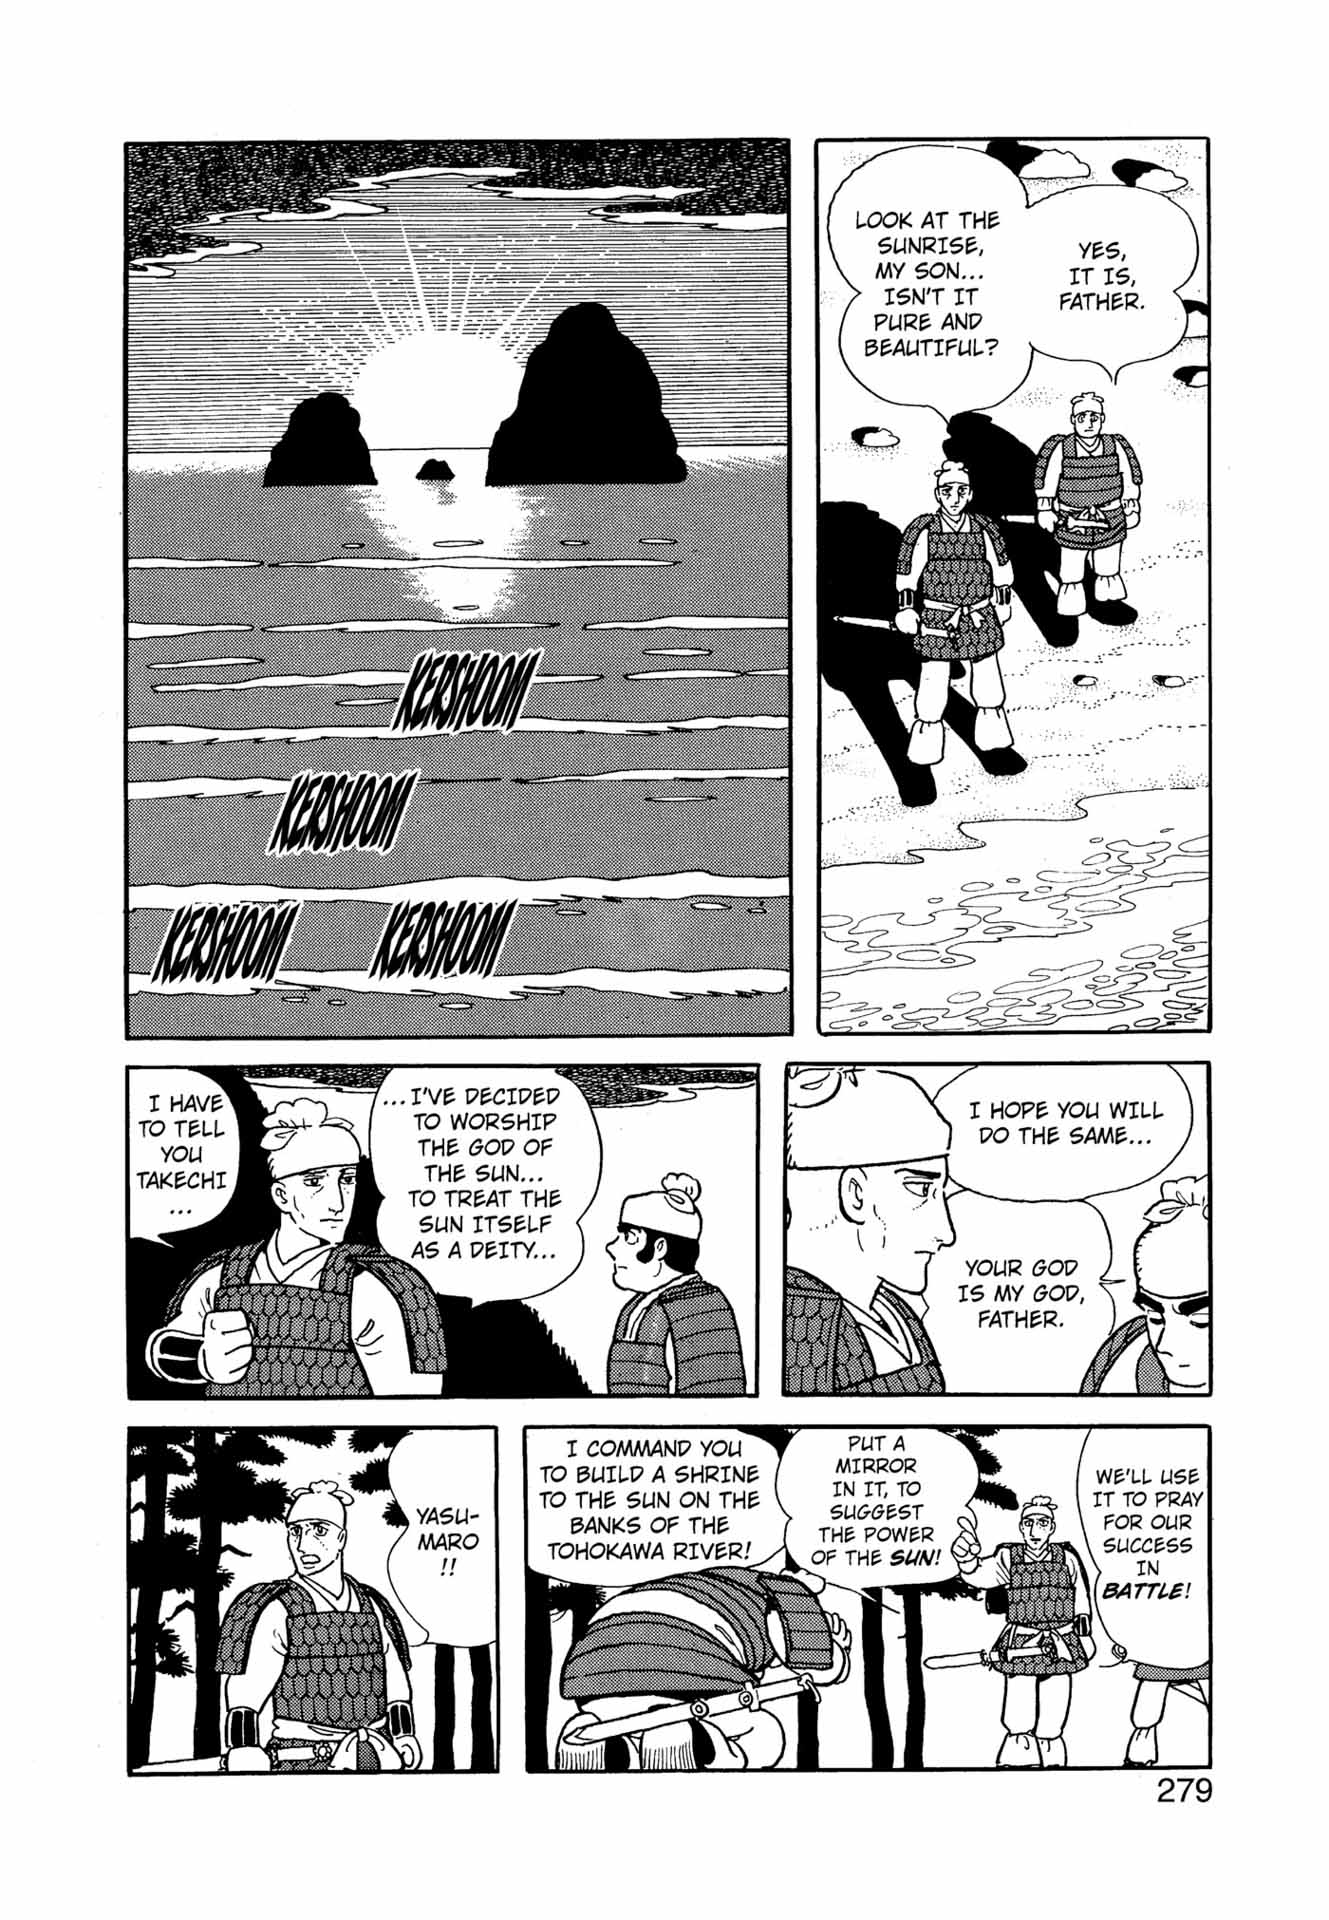 KERSHOOM
KERSHOOM
KERSHOOM
KERSHOOM
LOOK AT THE
SUNRISE,
MY SON...
ISN'T IT
PURE AND
BEAUTIFUL?
YES,
IT IS,
FATHER.
I HAVE
TO TELL
YOU
TAKECHI
...
...I'VE DECIDED
TO WORSHIP
THE GOD OF
THE SUN...
TO TREAT THE
SUN ITSELF
AS A DEITY...
I HOPE YOU WILL
DO THE SAME...
YOUR GOD
IS MY GOD,
FATHER.
YASU-
MARO
!!
I COMMAND YOU
TO BUILD A SHRINE
TO THE SUN ON THE
BANKS OF THE
TOHOKAWA RIVER!
PUT A
MIRROR
IN IT, TO
SUGGEST
THE POWER
OF THE SUN!
WE'LL USE
IT TO PRAY
FOR OUR
SUCCESS
IN
BATTLE!
279